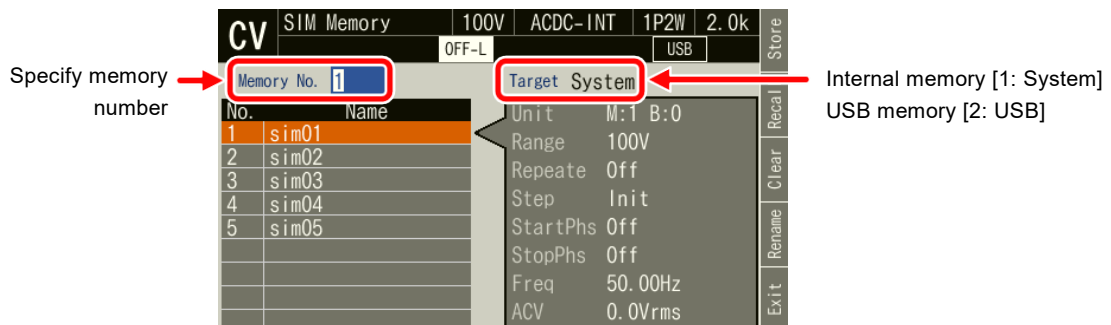 CV SIM Memory 100V ACDC-INT 1P2W 2.0k
OFF-L USB
Specify memory
number
Memory No. 1
Target System
Internal memory [1: System]
USB memory [2: USB]
No. Name
1 sim01
2 sim02
3 sim03
4 sim04
5 sim05
Unit M:1 B:0
Range 100V
Repeate Off
Step Init
StartPhs Off
StopPhs Off
Freq 50.00Hz
ACV 0.0Vrms
Store
Recal
Clear
Rename
Exit